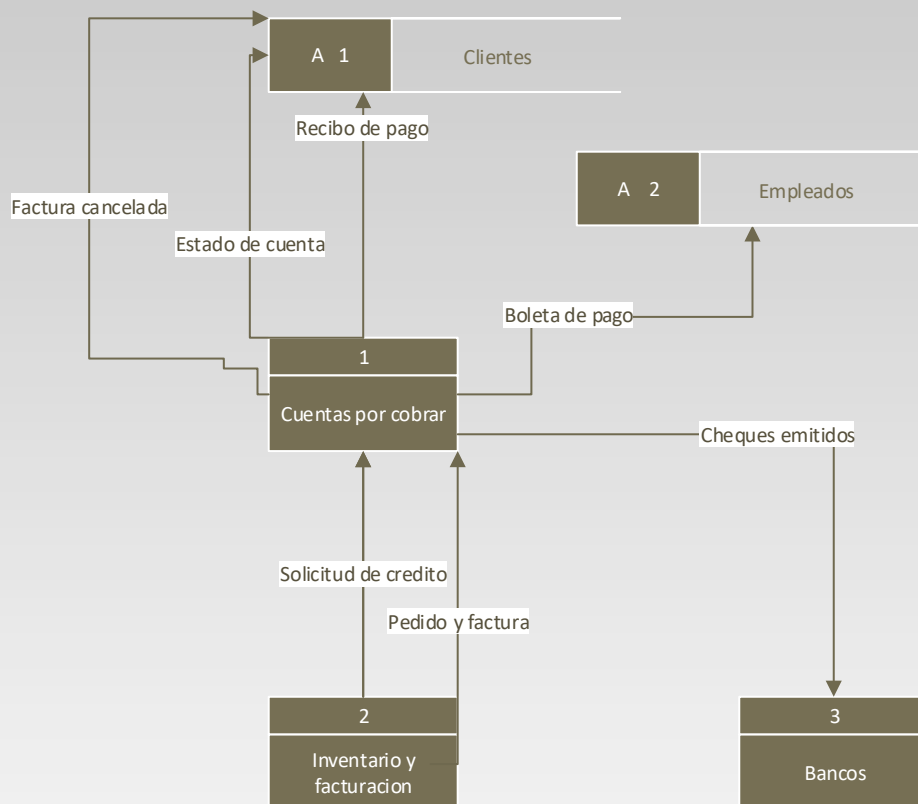 A 1
Clientes
Recibo de pago
A 2
Empleados
Factura cancelada
Estado de cuenta
Boleta de pago
1
Cuentas por cobrar
Cheques emitidos
Solicitud de credito
Pedido y factura
2
Inventario y
facturacion
3
Bancos